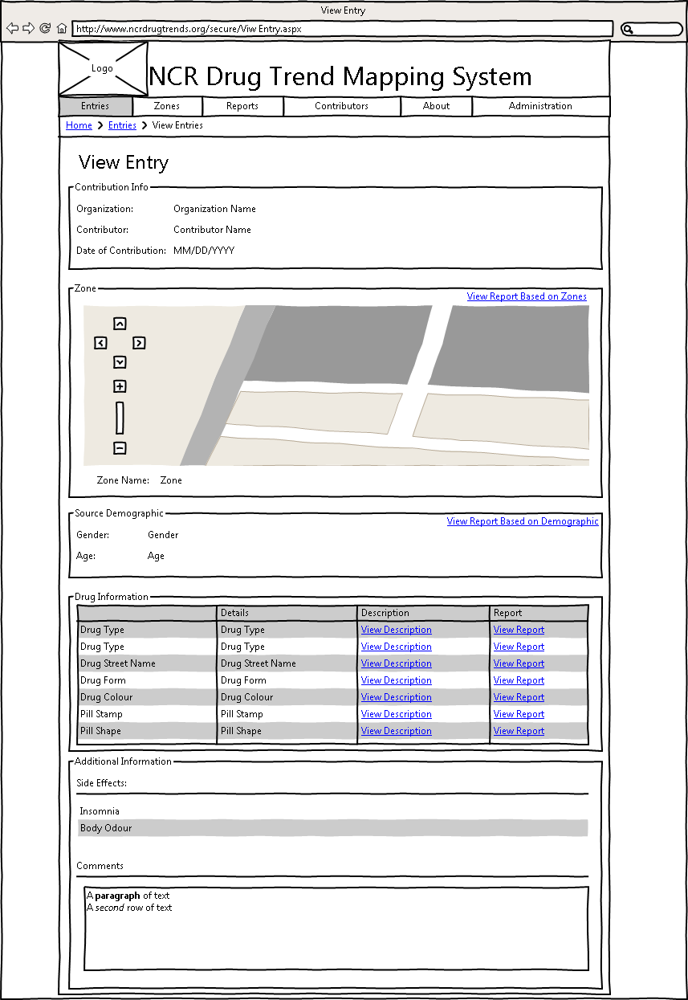 View Entry
http://www.ncrdrugtrends.org/secure/Viw Entry.aspx
Logo
NCR Drug Trend Mapping System
Entries Zones Reports Contributors About Administration
Home Entries View Entries
View Entry
Contribution Info
Organization: Organization Name
Contributor: Contributor Name
Date of Contribution: MM/DD/YYYY
Zone
View Report Based on Zones
Zone Name: Zone
Source Demographic
View Report Based on Demographic
Gender: Gender
Age: Age
Drug Information
Details Description Report
Drug Type Drug Type View Description View Report
Drug Type Drug Type View Description View Report
Drug Street Name Drug Street Name View Description View Report
Drug Form Drug Form View Description View Report
Drug Colour Drug Colour View Description View Report
Pill Stamp Pill Stamp View Description View Report
Pill Shape Pill Shape View Description View Report
Additional Information
Side Effects:
Insomnia
Body Odour
Comments
A paragraph of text
A second row of text